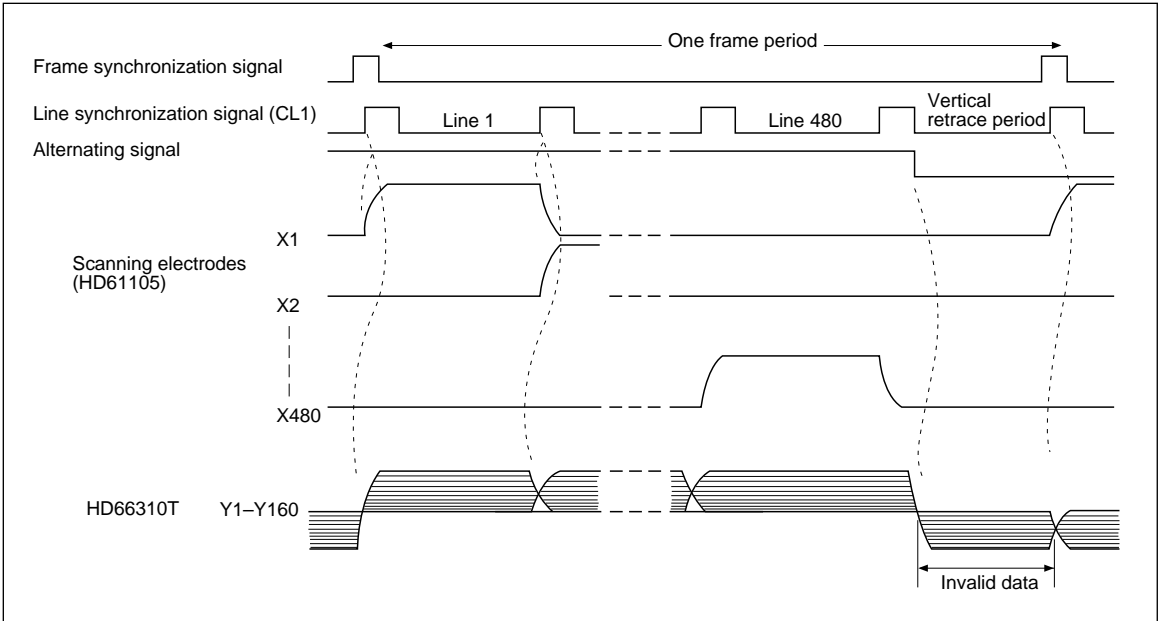 One frame period
Frame synchronization signal
Line synchronization signal (CL1)
Line 1
Line 480
Vertical
retrace period
Alternating signal
X1
Scanning electrodes
(HD61105)
X2
X480
HD66310T
Y1–Y160
Invalid data